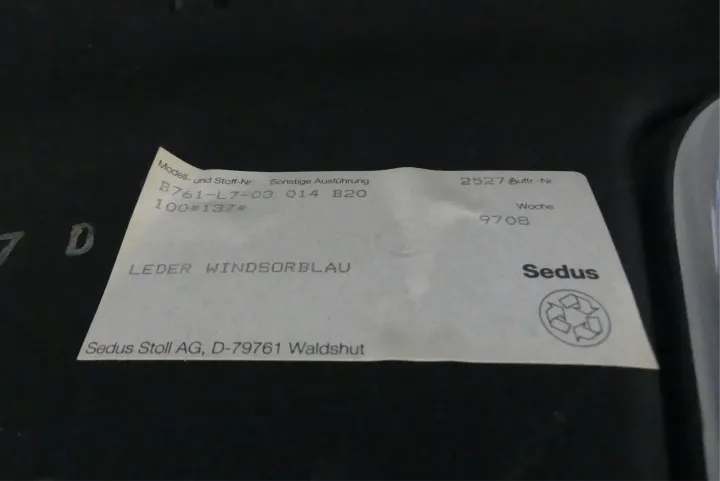 Modell- und Stoff-Nr. Sonstige Ausführung
B761-L7-03 014 B20
100#137#
Auftr.-Nr.
Woche
9708
LEDER WINDSORBLAU
Sedus
Sedus Stoll AG, D-79761 Waldshut
7 D